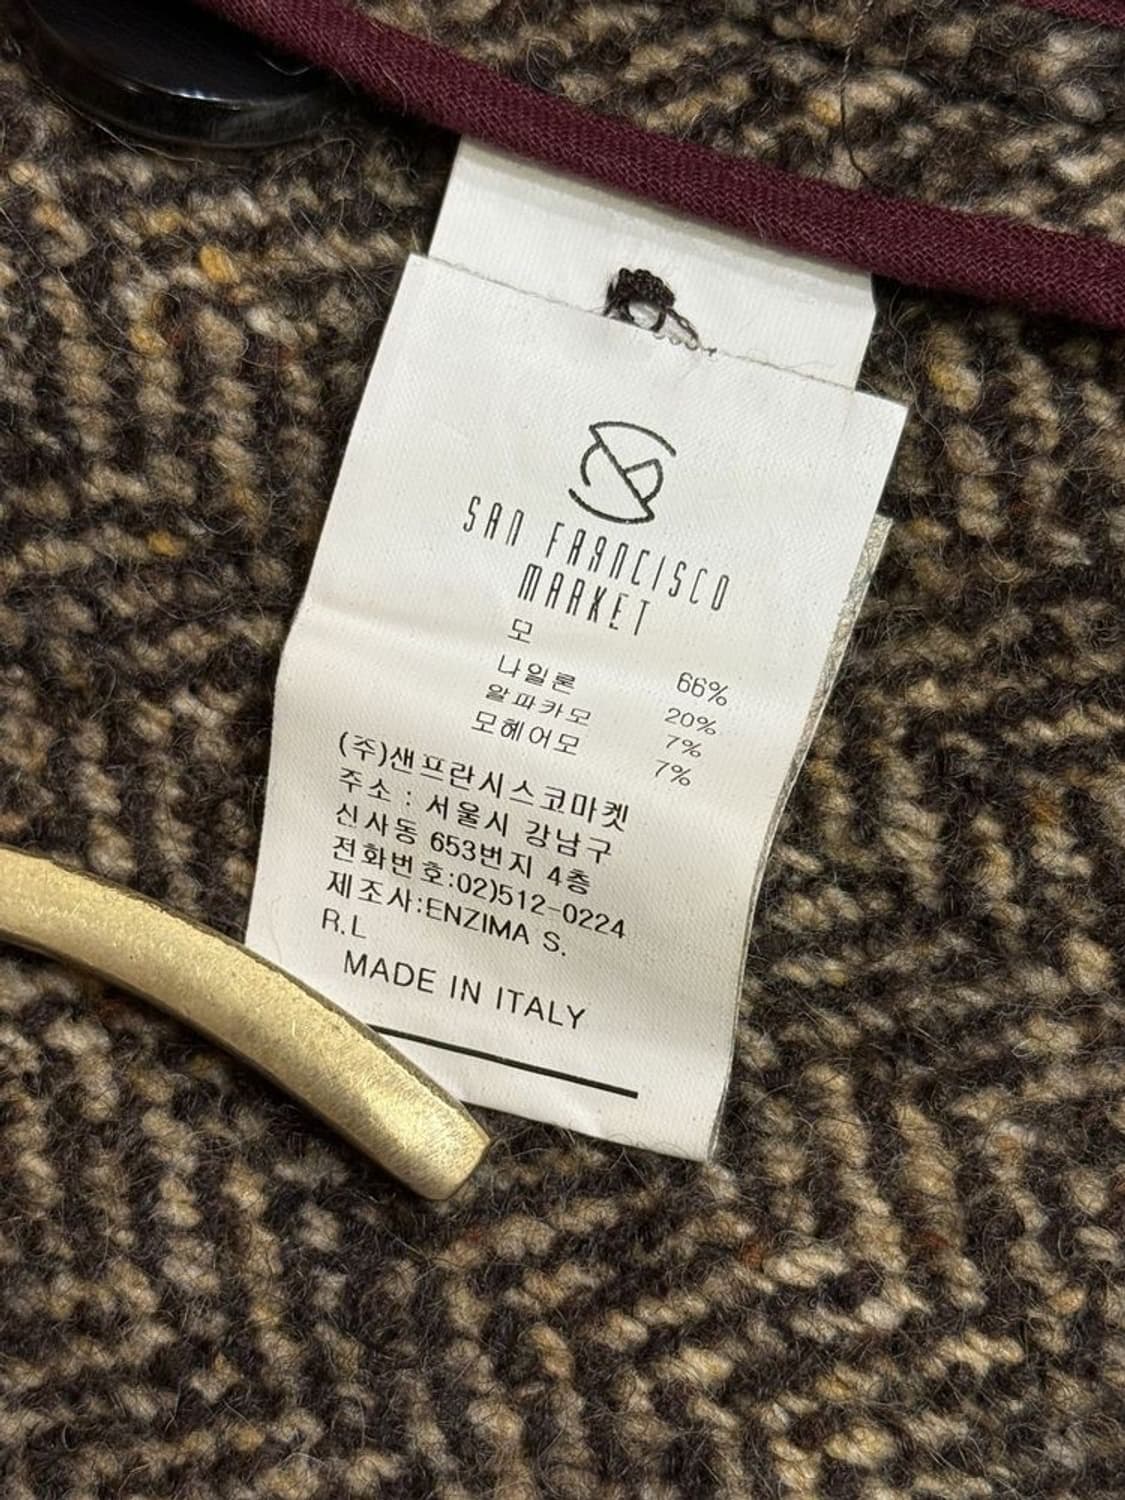 SAN FRANCISCO
MARKET
모 66%
나일론 20%
알파카모 7%
모헤어모 7%
(주)샌프란시스코마켓
주소 : 서울시 강남구
신사동 653번지 4층
전화번호:02)512-0224
제조사:ENZIMA S.
R.L
MADE IN ITALY